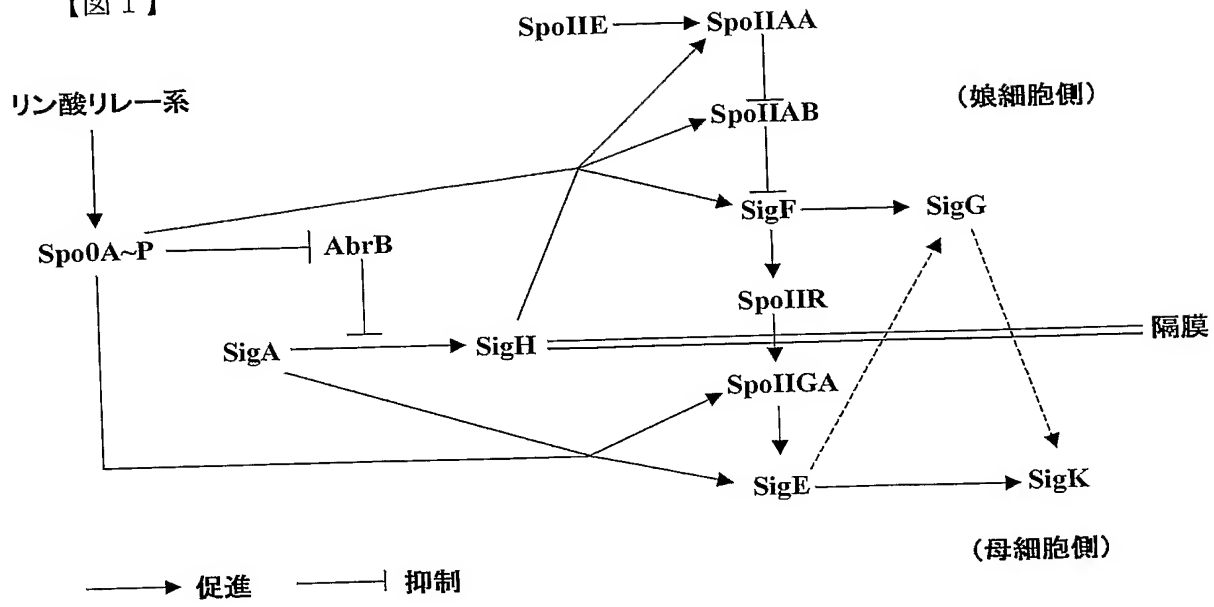 【図１】
SpoIIE
SpoIIAA
リン酸リレー系
(娘細胞側)
SpoIIAB
SigF
SigG
Spo0A~P
AbrB
SpoIIR
隔膜
SigA
SigH
SpoIIGA
SigE
SigK
(母細胞側)
促進
抑制